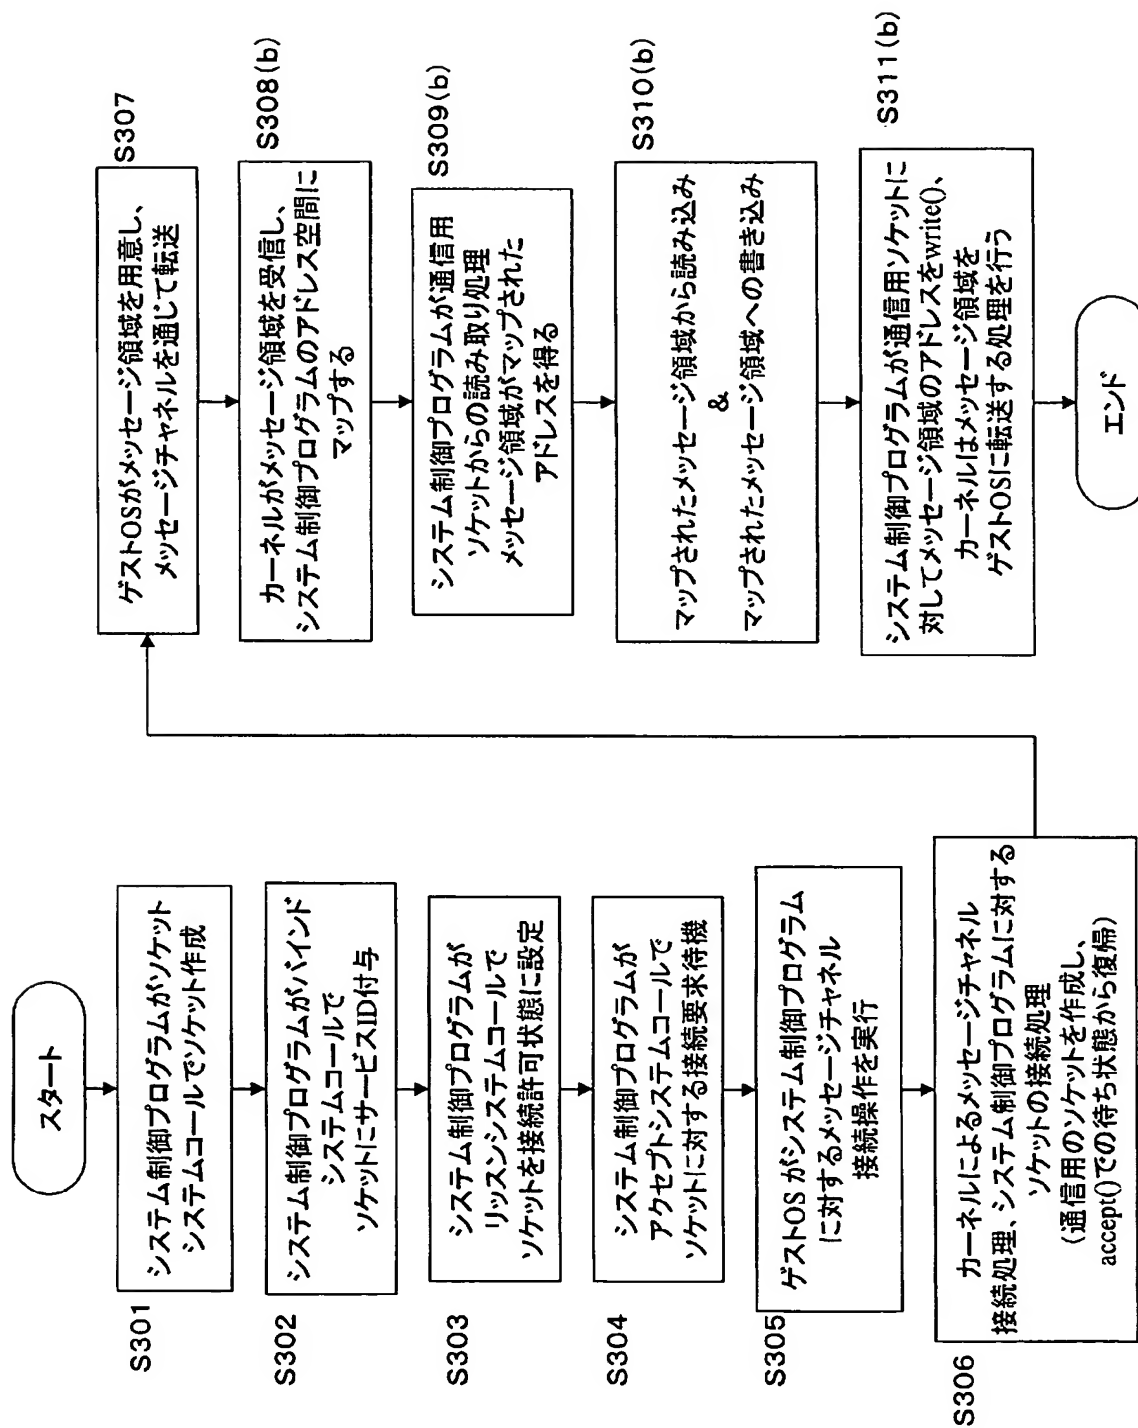 スタート
S301
システム制御プログラムがソケット
システムコールでソケット作成
S302
システム制御プログラムがバインド
システムコールで
ソケットにサービスID付与
S303
システム制御プログラムが
リッスンシステムコールで
ソケットを接続許可状態に設定
S304
システム制御プログラムが
アクセプトシステムコールで
ソケットに対する接続要求待機
S305
ゲストOS がシステム制御プログラム
に対するメッセージチャネル
接続操作を実行
S306
カーネルによるメッセージチャネル
接続処理、システム制御プログラムに対する
ソケットの接続処理
(通信用のソケットを作成し、
accept()での待ち状態から復帰)
S307
ゲストOSがメッセージ領域を用意し、
メッセージチャネルを通じて転送
S308(b)
カーネルがメッセージ領域を受信し、
システム制御プログラムのアドレス空間に
マップする
S309(b)
システム制御プログラムが通信用
ソケットからの読み取り処理
メッセージ領域がマップされた
アドレスを得る
S310(b)
マップされたメッセージ領域から読み込み
&
マップされたメッセージ領域への書き込み
S311(b)
システム制御プログラムが通信用ソケットに
対してメッセージ領域のアドレスをwrite()、
カーネルはメッセージ領域を
ゲストOSに転送する処理を行う
エンド